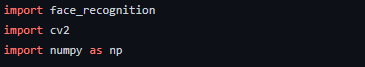 import face_recognition
import cv2
import numpy as np